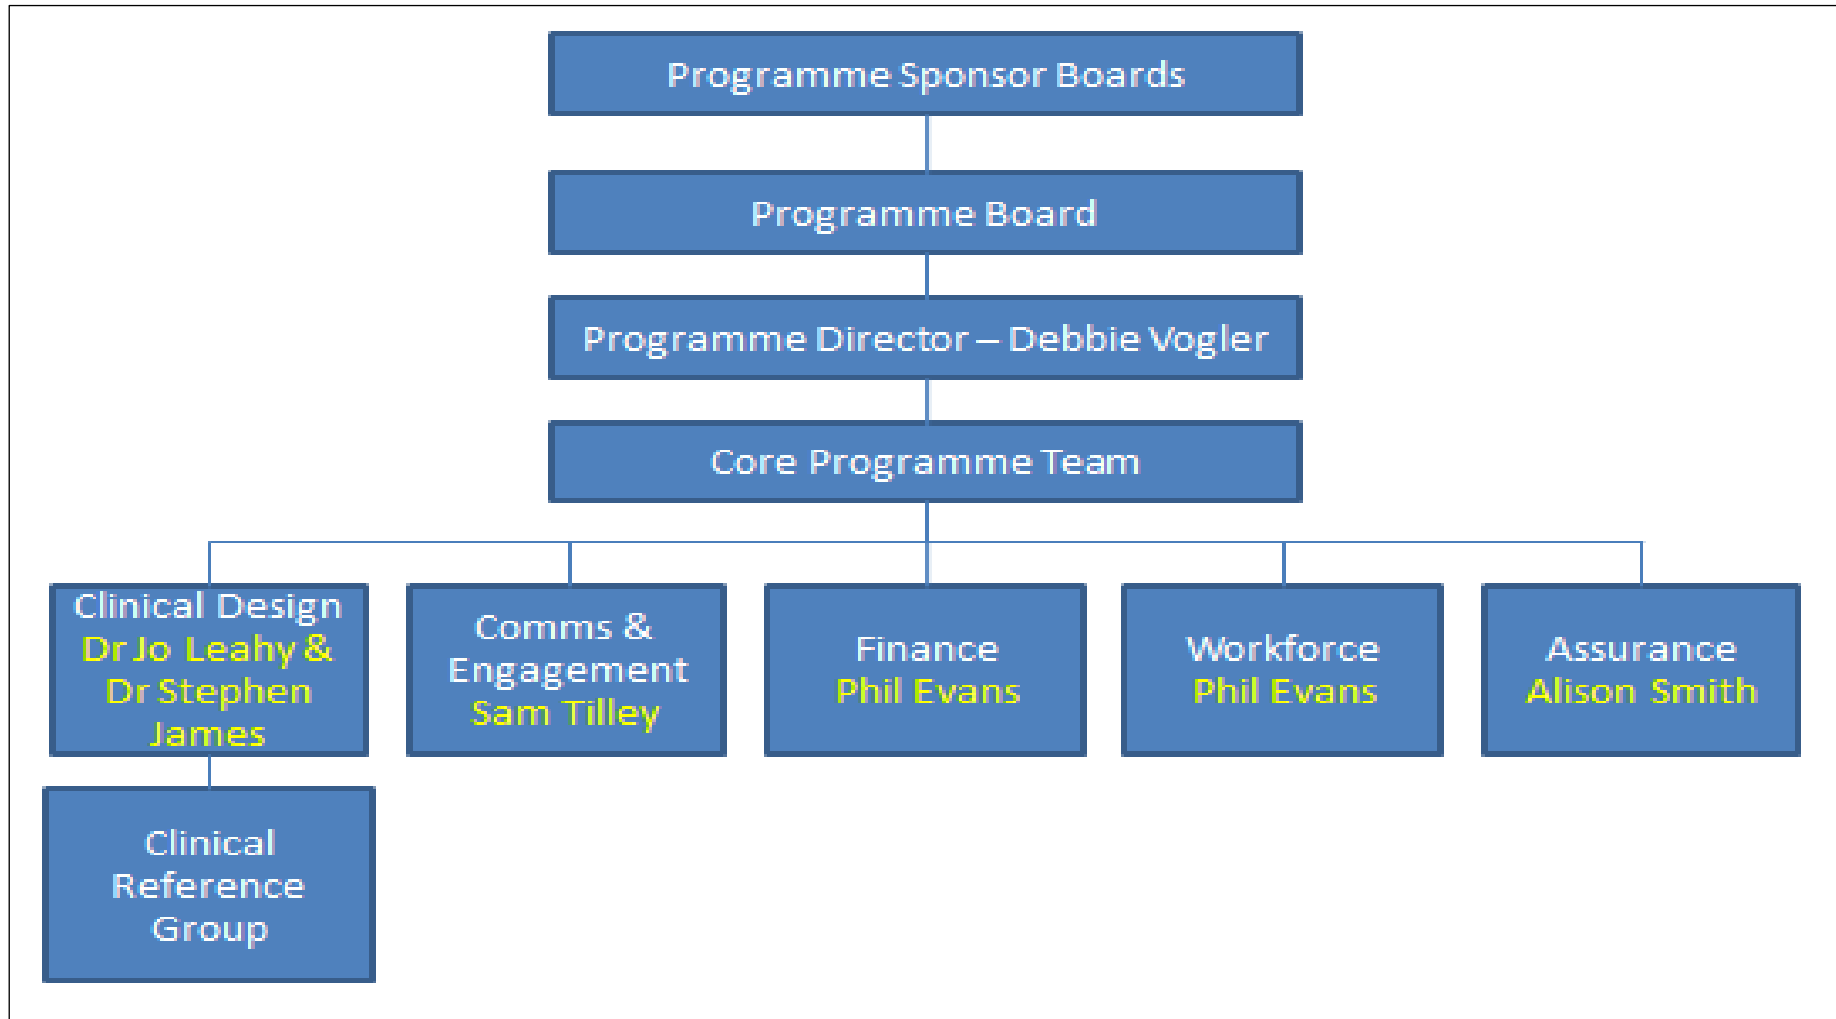 Programme Sponsor Boards
Programme Board
Programme Director – Debbie Vogler
Core Programme Team
Clinical Design
Dr Jo Leahy &
Dr Stephen
James
Comms &
Engagement
Sam Tilley
Finance
Phil Evans
Workforce
Phil Evans
Assurance
Alison Smith
Clinical
Reference
Group